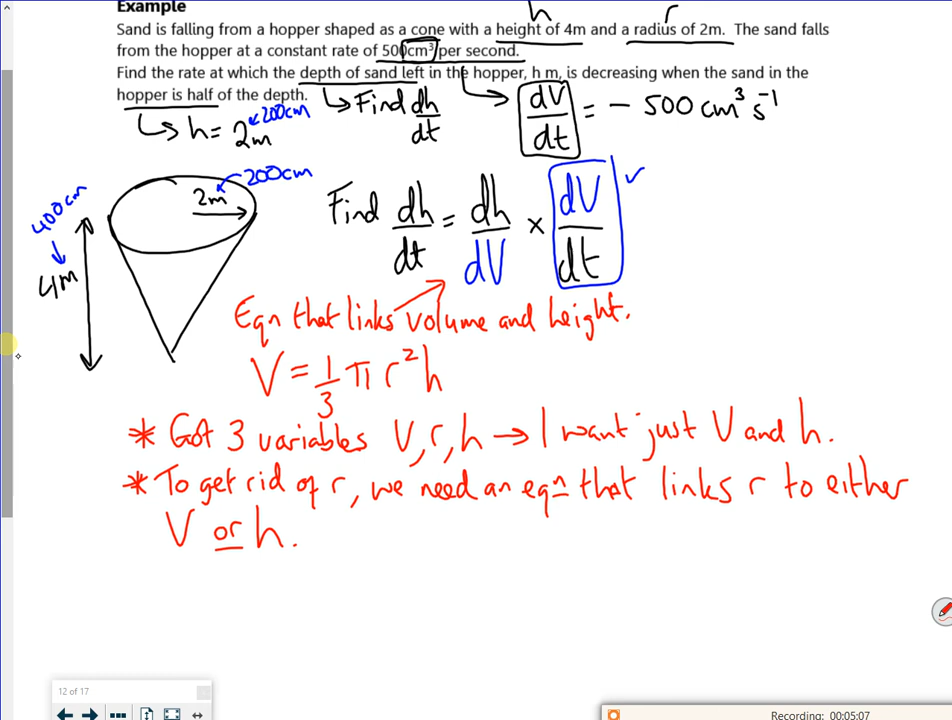 Example
h r
Sand is falling from a hopper shaped as a cone with a height of 4m and a radius of 2m. The sand falls
from the hopper at a constant rate of 500cm³ per second.
Find the rate at which the depth of sand left in the hopper, h m, is decreasing when the sand in the
hopper is half of the depth.
h = 2m 200cm
Find dh/dt
dV/dt = - 500 cm³ s⁻¹
400cm
4m
2m 200cm
Find dh/dt = dh/dV × dV/dt ✓
Eqn that links volume and height.
V = 1/3 π r² h
* Got 3 variables V, r, h → I want just V and h.
* To get rid of r, we need an eqn that links r to either
V or h.
12 of 17
Recording: 00:05:07